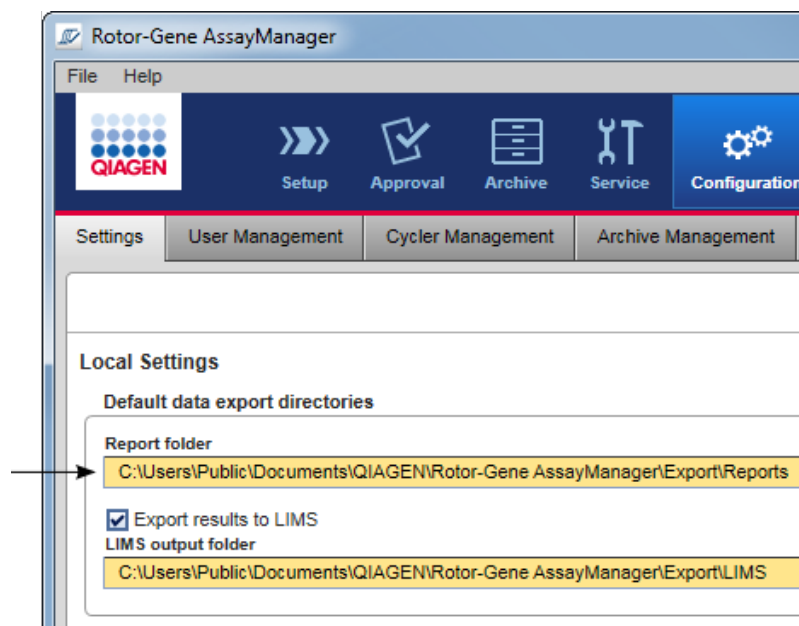 Rotor-Gene AssayManager
File Help
QIAGEN
Setup Approval Archive Service Configuration
Settings User Management Cycler Management Archive Management
Local Settings
Default data export directories
Report folder
C:\Users\Public\Documents\QIAGEN\Rotor-Gene AssayManager\Export\Reports
Export results to LIMS
LIMS output folder
C:\Users\Public\Documents\QIAGEN\Rotor-Gene AssayManager\Export\LIMS